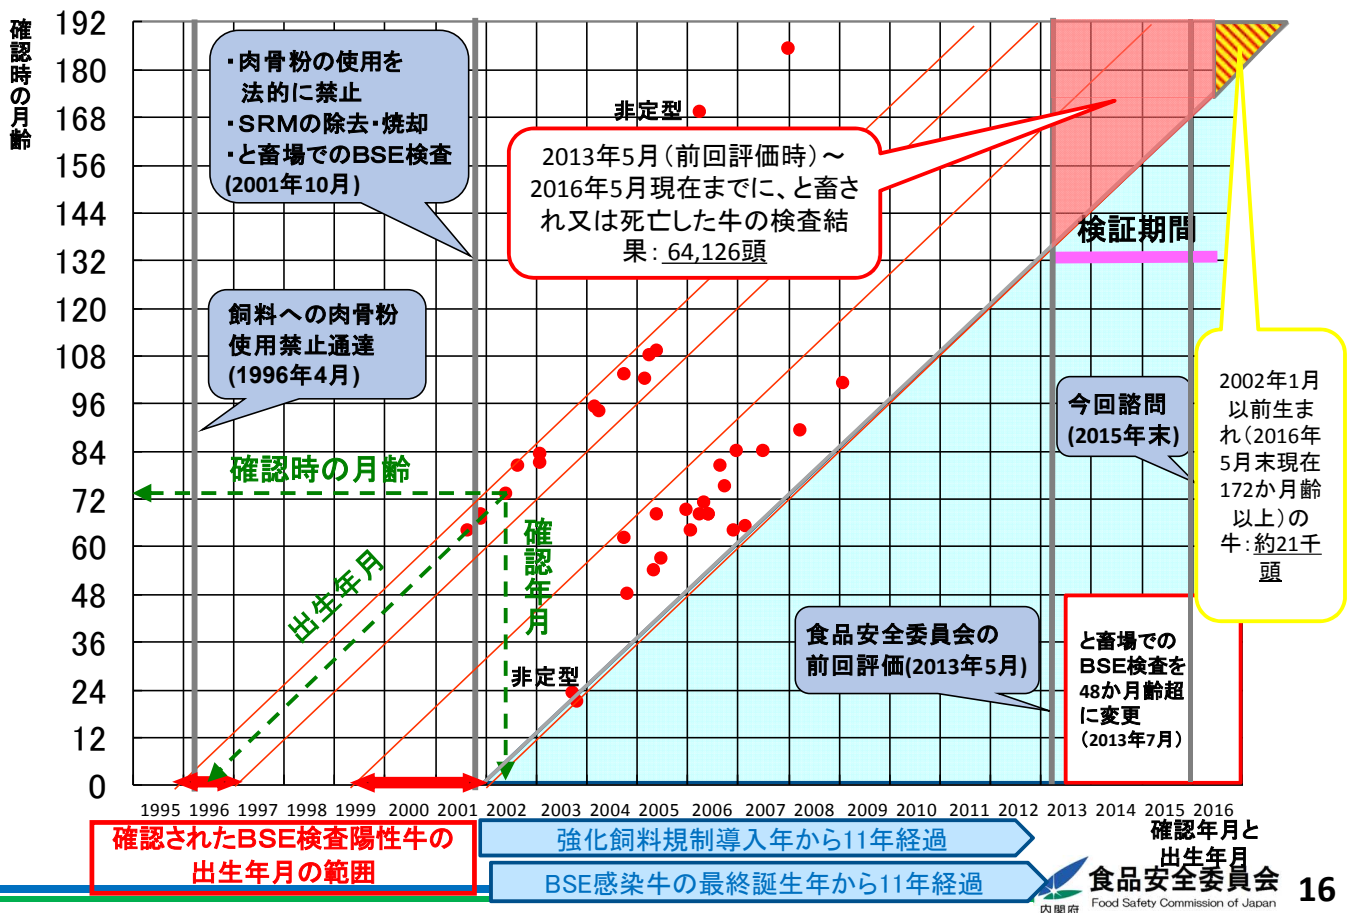 確認時の月齢
192
180
168
156
144
132
120
108
96
84
72
60
48
36
24
12
0
・肉骨粉の使用を
法的に禁止
・SRMの除去・焼却
・と畜場でのBSE検査
(2001年10月)
飼料への肉骨粉
使用禁止通達
(1996年4月)
非定型
2013年5月(前回評価時)～
2016年5月現在までに、と畜さ
れ又は死亡した牛の検査結
果：64,126頭
検証期間
確認時の月齢
出生年月
確認年月
非定型
今回諮問
(2015年末)
2002年1月
以前生ま
れ(2016年
5月末現在
172か月齢
以上)の
牛：約21千
頭
食品安全委員会の
前回評価(2013年5月)
と畜場での
BSE検査を
48か月齢超
に変更
(2013年7月)
1995 1996 1997 1998 1999 2000 2001 2002 2003 2004 2005 2006 2007 2008 2009 2010 2011 2012 2013 2014 2015 2016
確認年月と
出生年月
確認されたBSE検査陽性牛の
出生年月の範囲
強化飼料規制導入年から11年経過
BSE感染牛の最終誕生年から11年経過
内閣府
食品安全委員会
Food Safety Commission of Japan
16